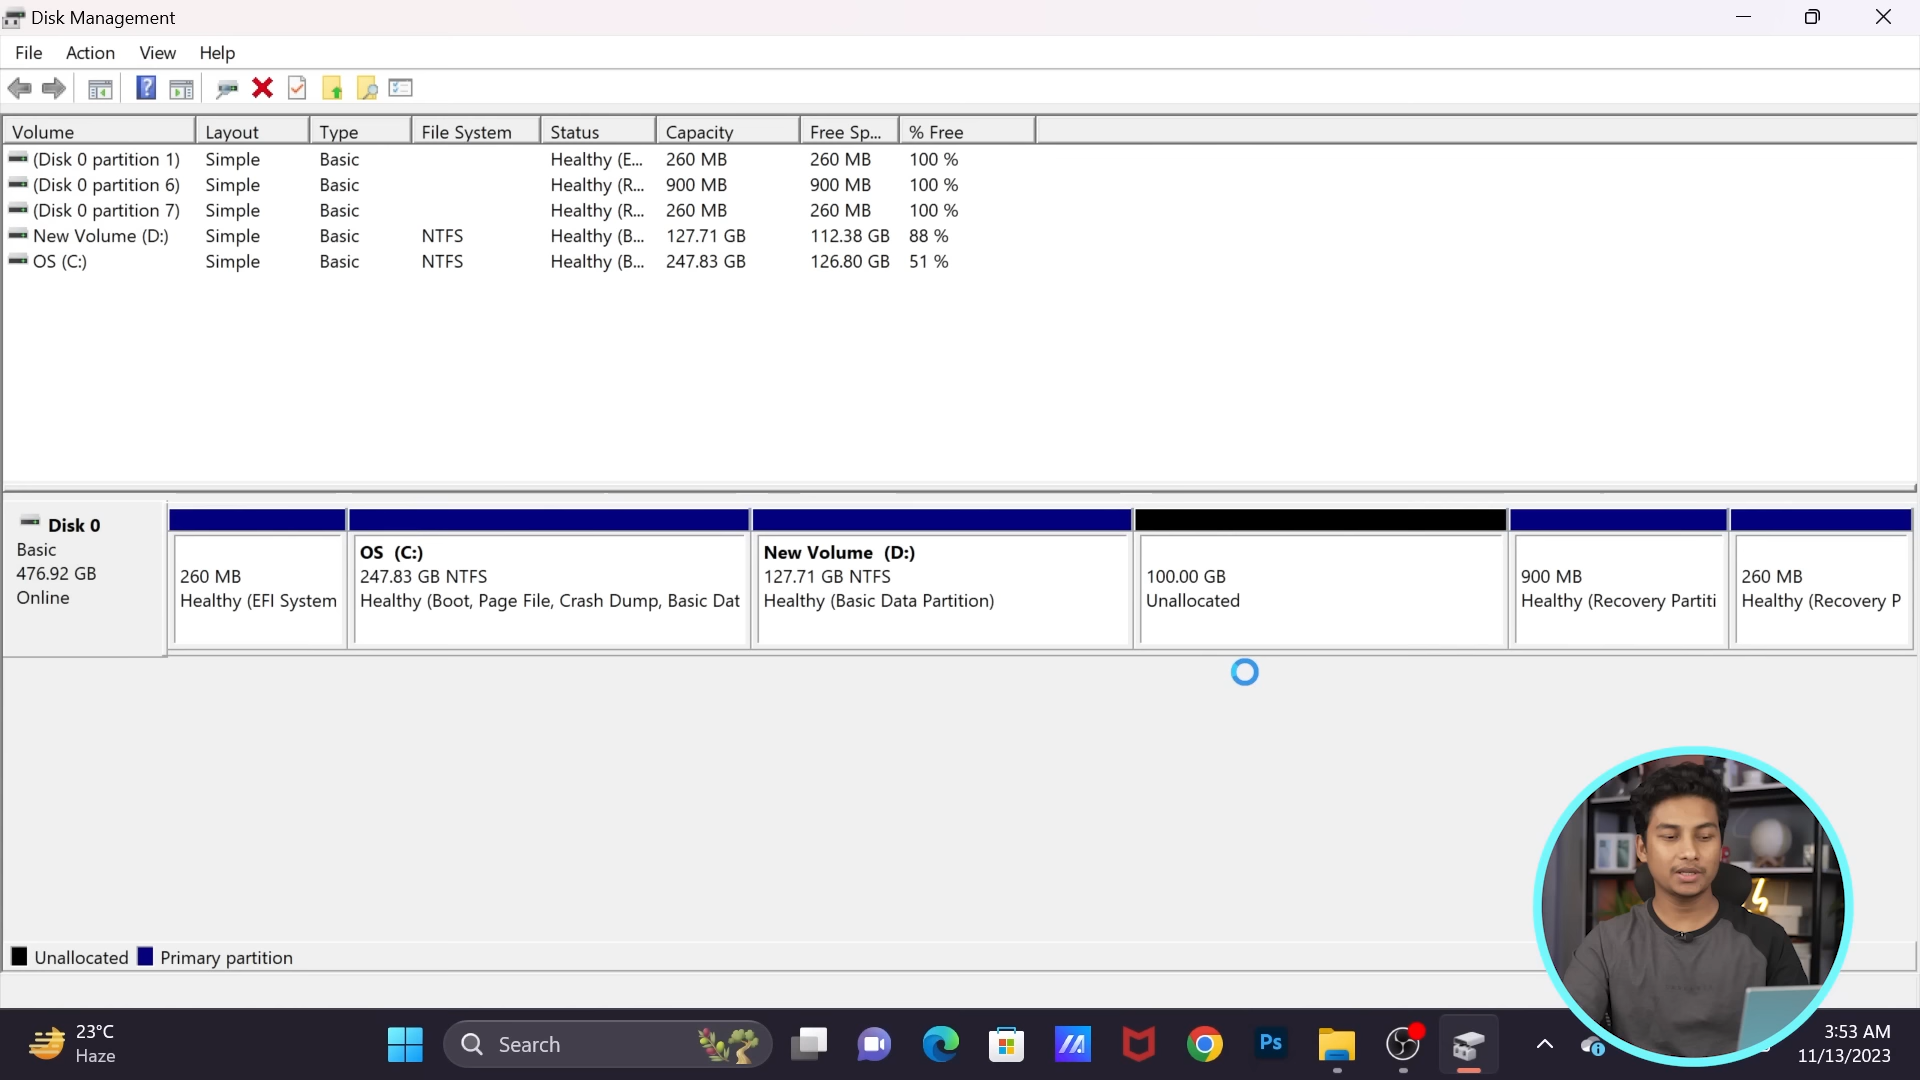 Disk Management
File Action View Help
Volume Layout Type File System Status Capacity Free Sp... % Free
(Disk 0 partition 1) Simple Basic Healthy (E... 260 MB 260 MB 100 %
(Disk 0 partition 6) Simple Basic Healthy (R... 900 MB 900 MB 100 %
(Disk 0 partition 7) Simple Basic Healthy (R... 260 MB 260 MB 100 %
New Volume (D:) Simple Basic NTFS Healthy (B... 127.71 GB 112.38 GB 88 %
OS (C:) Simple Basic NTFS Healthy (B... 247.83 GB 126.80 GB 51 %
Disk 0
Basic
476.92 GB
Online
260 MB
Healthy (EFI System
OS (C:)
247.83 GB NTFS
Healthy (Boot, Page File, Crash Dump, Basic Dat
New Volume (D:)
127.71 GB NTFS
Healthy (Basic Data Partition)
100.00 GB
Unallocated
900 MB
Healthy (Recovery Partiti
260 MB
Healthy (Recovery P
Unallocated Primary partition
23°C
Haze
Search
Ps
3:53 AM
11/13/2023